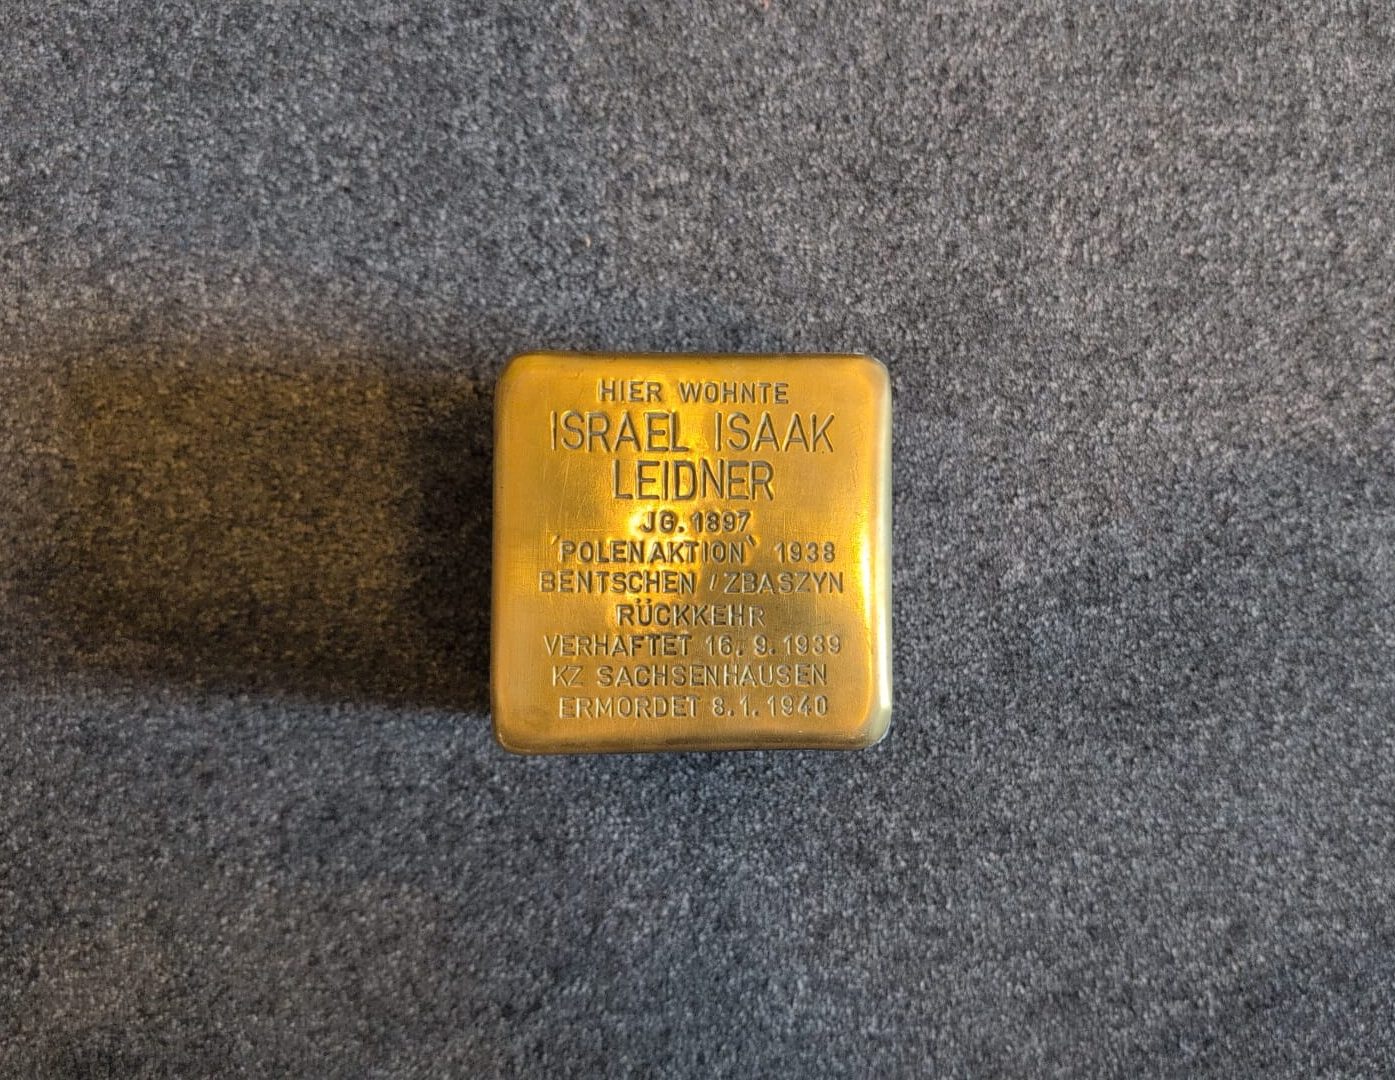 HIER WOHNTE
ISRAEL ISAAK
LEIDNER
JG. 1897
'POLENAKTION' 1938
BENTSCHEN / ZBASZYN
RÜCKKEHR
VERHAFTET 16.9.1939
KZ SACHSENHAUSEN
ERMORDET 8.1.1940